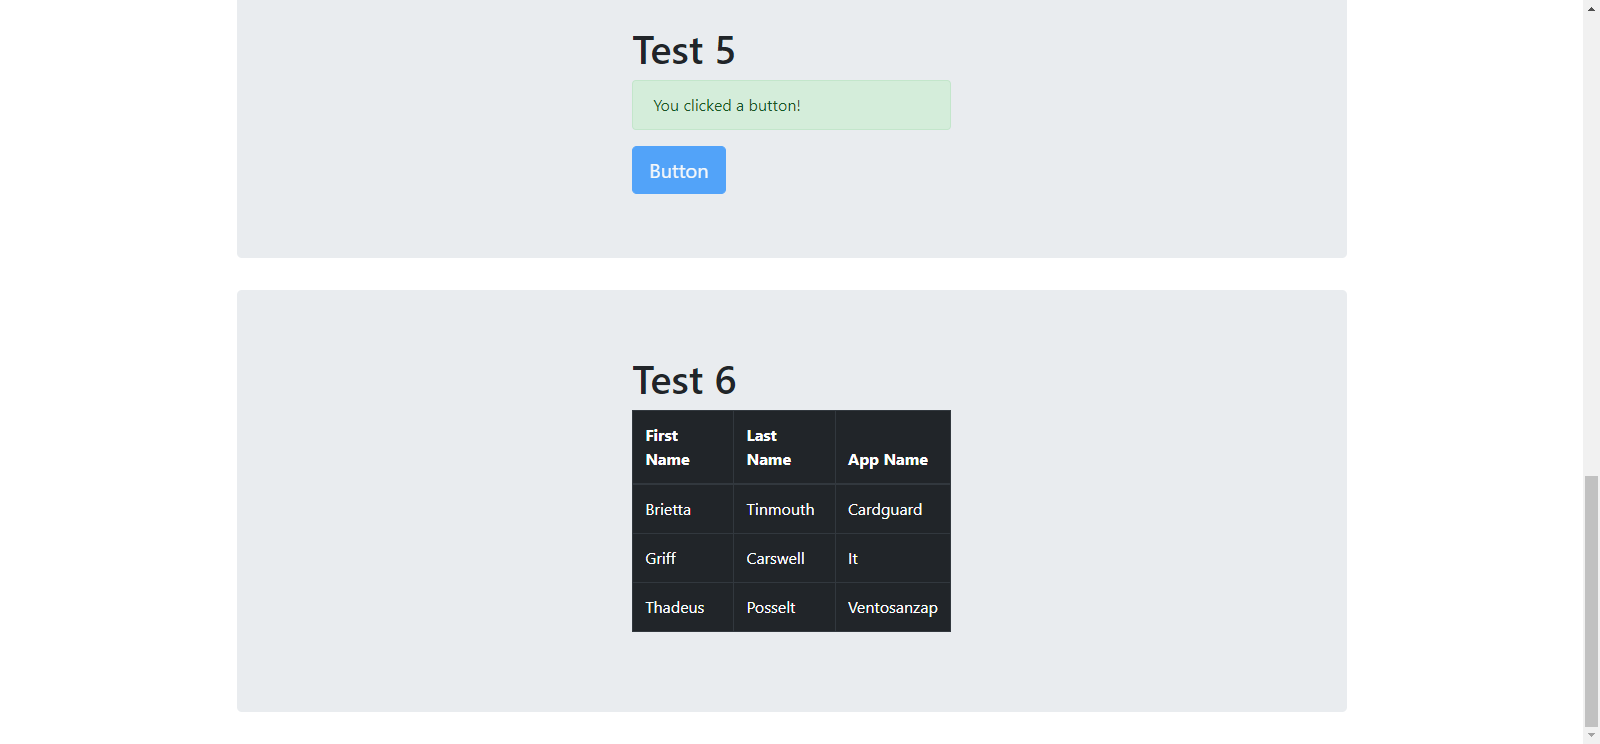 Test 5
You clicked a button!
Button
Test 6
First Name Last Name App Name
Brietta Tinmouth Cardguard
Griff Carswell It
Thadeus Posselt Ventosanzap